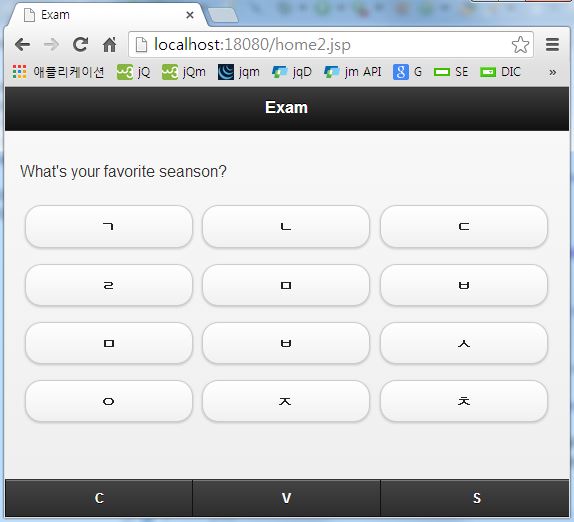 Exam
localhost:18080/home2.jsp
애플리케이션 jQ jQm jqm jqD jm API G SE DIC »
Exam
What's your favorite seanson?
ㄱ ㄴ ㄷ
ㄹ ㅁ ㅂ
ㅁ ㅂ ㅅ
ㅇ ㅈ ㅊ
C V S